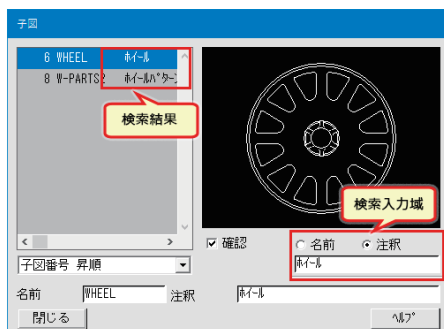 子図
6 WHEEL ﾎｲｰﾙ
8 W-PARTS2 ﾎｲｰﾙﾊﾟﾀｰﾝ
検索結果
検索入力域
確認
名前 注釈
ﾎｲｰﾙ
子図番号 昇順
名前 WHEEL 注釈 ﾎｲｰﾙ
閉じる ﾍﾙﾌﾟ